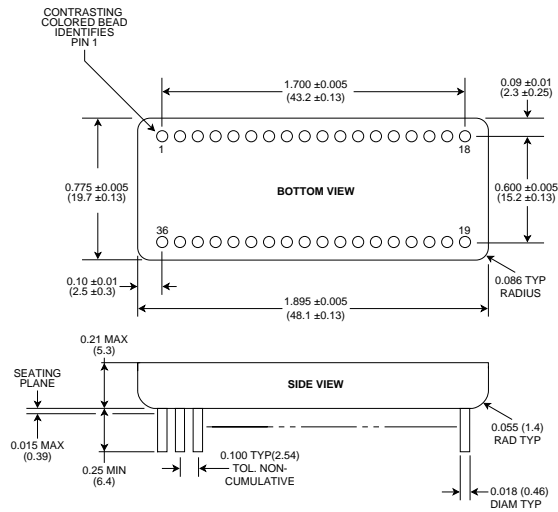 CONTRASTING
COLORED BEAD
IDENTIFIES
PIN 1
1.700 ±0.005
(43.2 ±0.13)
0.09 ±0.01
(2.3 ±0.25)
1
18
0.775 ±0.005
(19.7 ±0.13)
BOTTOM VIEW
0.600 ±0.005
(15.2 ±0.13)
36
19
0.10 ±0.01
(2.5 ±0.3)
0.086 TYP
RADIUS
1.895 ±0.005
(48.1 ±0.13)
0.21 MAX
(5.3)
SEATING
PLANE
SIDE VIEW
0.015 MAX
(0.39)
0.055 (1.4)
RAD TYP
0.25 MIN
(6.4)
0.100 TYP(2.54)
TOL. NON-
CUMULATIVE
0.018 (0.46)
DIAM TYP